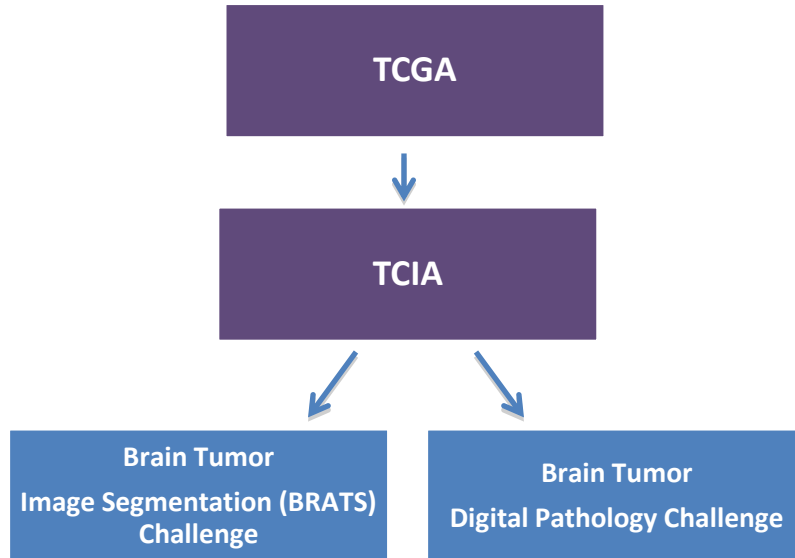 TCGA
TCIA
Brain Tumor
Image Segmentation (BRATS)
Challenge
Brain Tumor
Digital Pathology Challenge